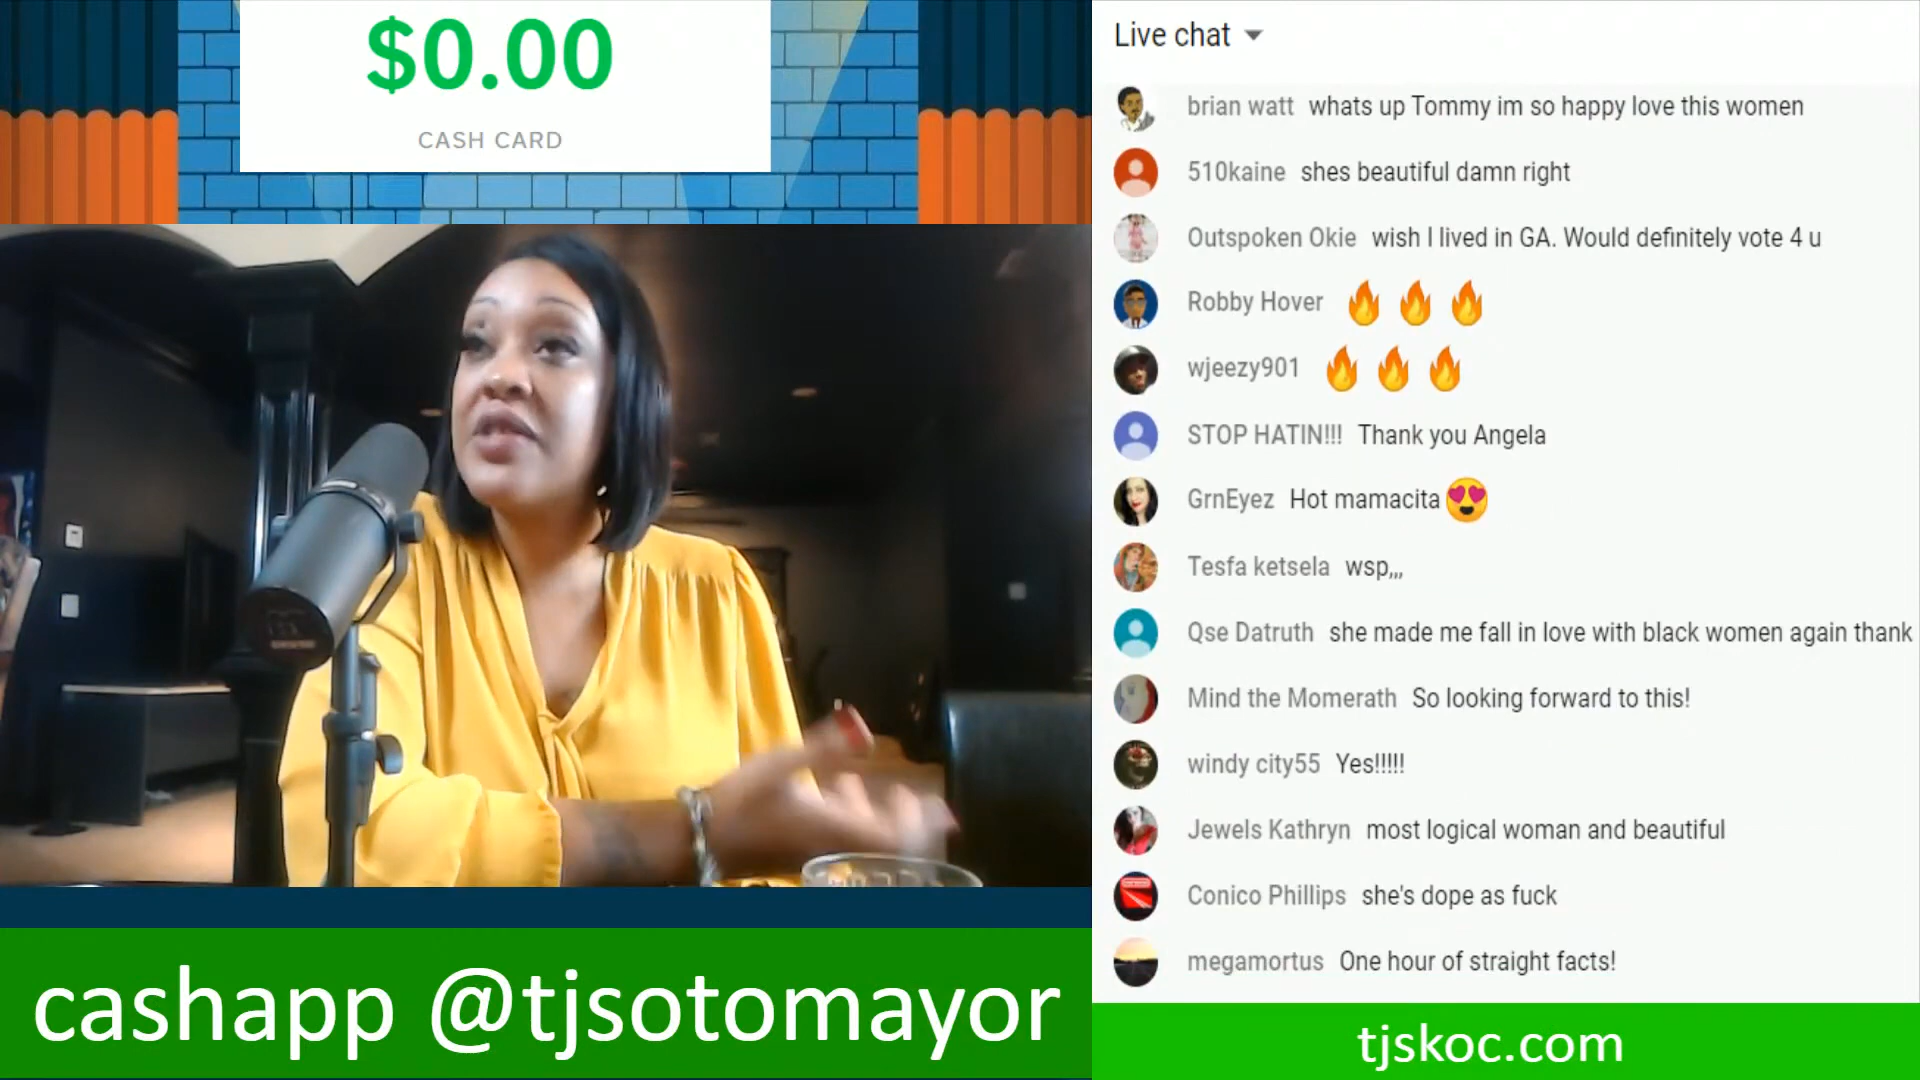 $0.00
CASH CARD
cashapp @tjsotomayor
Live chat
brian watt whats up Tommy im so happy love this women
510kaine shes beautiful damn right
Outspoken Okie wish I lived in GA. Would definitely vote 4 u
Robby Hover 🔥 🔥 🔥
wjeezy901 🔥 🔥 🔥
STOP HATIN!!! Thank you Angela
GrnEyez Hot mamacita😍
Tesfa ketsela wsp,,,
Qse Datruth she made me fall in love with black women again thank
Mind the Momerath So looking forward to this!
windy city55 Yes!!!!!
Jewels Kathryn most logical woman and beautiful
Conico Phillips she's dope as fuck
megamortus One hour of straight facts!
tjskoc.com